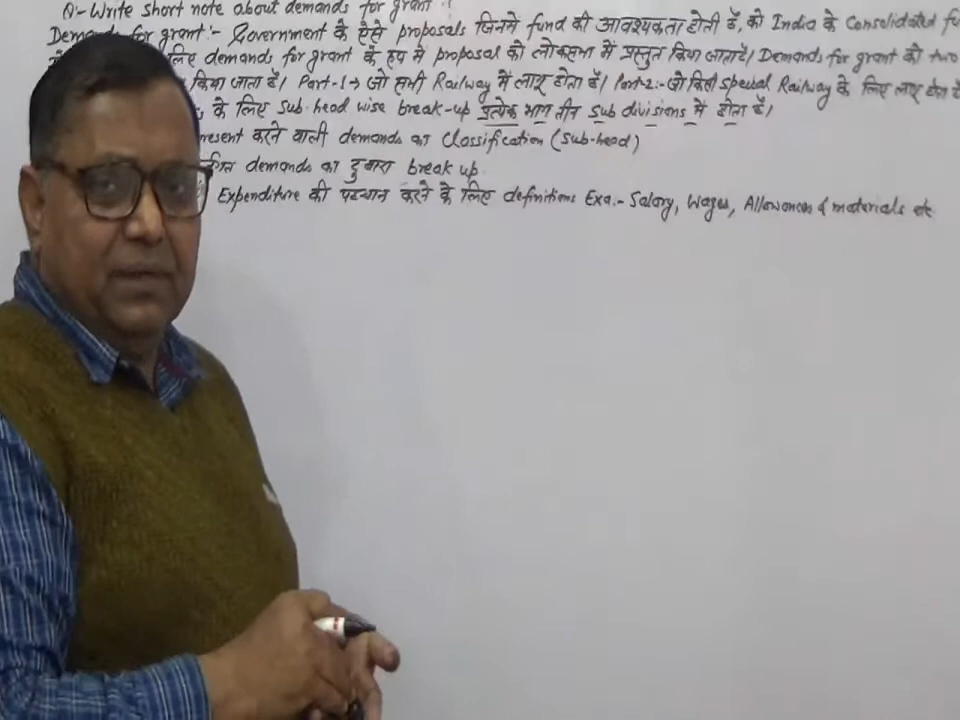 Q:- Write short note about demands for grant.
Demands for grant:- Government के ऐसे proposals जिनमे fund की आवश्यकता होती है, को India के Consolidated
लिए demands for grant के रूप मे proposal को लोकसभा में प्रस्तुत किया जाता है। Demands for grant को two
किया जाता है। Part-1→ जो सभी Railway में लागू होता है। Part-2:- जो किसी special Railway के लिए लागू होता है
के लिए Sub-head wise break-up प्रत्येक भाग तीन sub divisions में होता है।
present करने वाली demands का Classification (Sub-head)
demands का दुबारा break up.
Expenditure की पहचान करने के लिए definitions Exa:- Salary, Wages, Allowances & materials etc